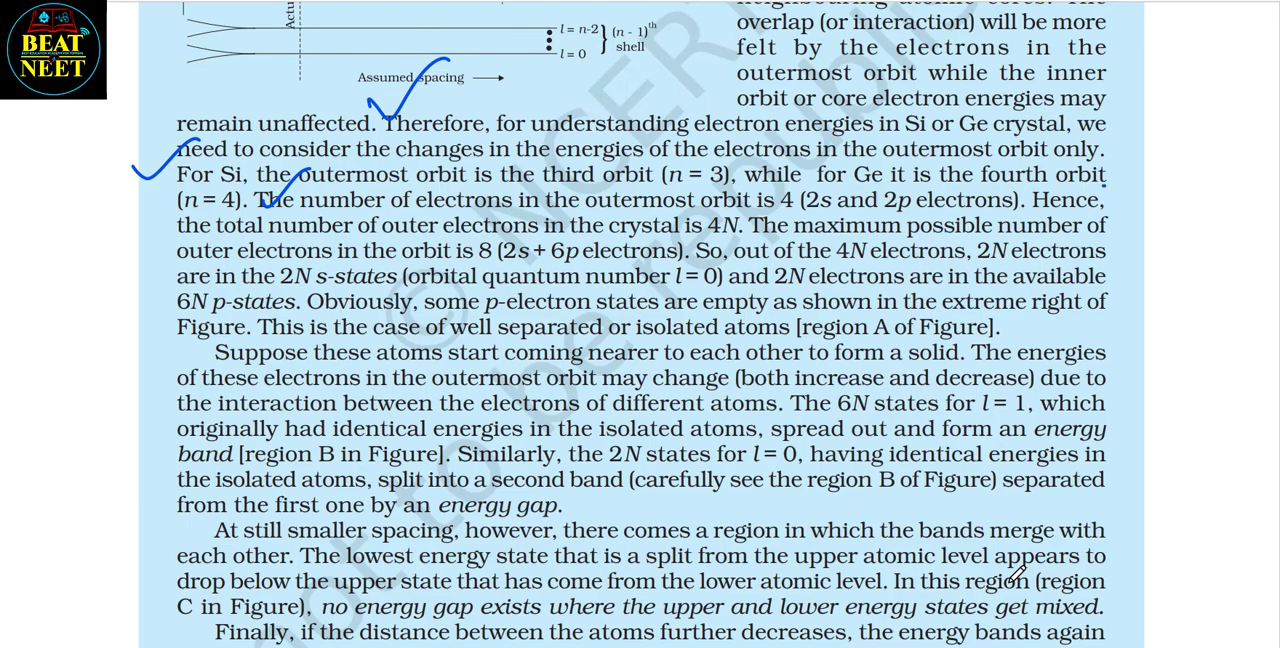 BEAT
NEET
Actu
l = n-2
(n - 1)th
shell
l = 0
Assumed spacing
overlap (or interaction) will be more
felt by the electrons in the
outermost orbit while the inner
orbit or core electron energies may
remain unaffected. Therefore, for understanding electron energies in Si or Ge crystal, we
need to consider the changes in the energies of the electrons in the outermost orbit only.
For Si, the outermost orbit is the third orbit (n = 3), while for Ge it is the fourth orbit
(n = 4). The number of electrons in the outermost orbit is 4 (2s and 2p electrons). Hence,
the total number of outer electrons in the crystal is 4N. The maximum possible number of
outer electrons in the orbit is 8 (2s + 6p electrons). So, out of the 4N electrons, 2N electrons
are in the 2N s-states (orbital quantum number l = 0) and 2N electrons are in the available
6N p-states. Obviously, some p-electron states are empty as shown in the extreme right of
Figure. This is the case of well separated or isolated atoms [region A of Figure].
Suppose these atoms start coming nearer to each other to form a solid. The energies
of these electrons in the outermost orbit may change (both increase and decrease) due to
the interaction between the electrons of different atoms. The 6N states for l = 1, which
originally had identical energies in the isolated atoms, spread out and form an energy
band [region B in Figure]. Similarly, the 2N states for l = 0, having identical energies in
the isolated atoms, split into a second band (carefully see the region B of Figure) separated
from the first one by an energy gap.
At still smaller spacing, however, there comes a region in which the bands merge with
each other. The lowest energy state that is a split from the upper atomic level appears to
drop below the upper state that has come from the lower atomic level. In this region (region
C in Figure), no energy gap exists where the upper and lower energy states get mixed.
Finally, if the distance between the atoms further decreases, the energy bands again
© NCER
not to be republi